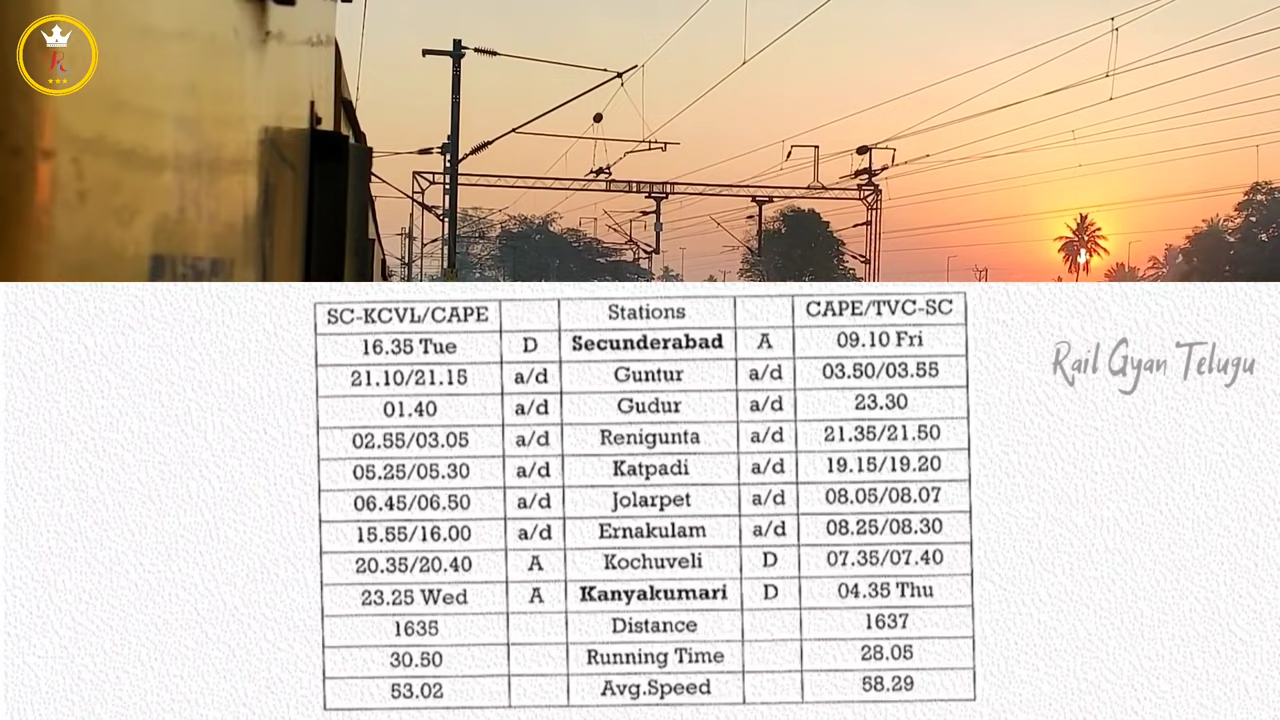 R
SC-KCVL/CAPE Stations CAPE/TVC-SC
16.35 Tue D Secunderabad A 09.10 Fri
Rail Gyan Telugu
21.10/21.15 a/d Guntur a/d 03.50/03.55
01.40 a/d Gudur a/d 23.30
02.55/03.05 a/d Renigunta a/d 21.35/21.50
05.25/05.30 a/d Katpadi a/d 19.15/19.20
06.45/06.50 a/d Jolarpet a/d 08.05/08.07
15.55/16.00 a/d Ernakulam a/d 08.25/08.30
20.35/20.40 A Kochuveli D 07.35/07.40
23.25 Wed A Kanyakumari D 04.35 Thu
1635 Distance 1637
30.50 Running Time 28.05
53.02 Avg.Speed 58.29